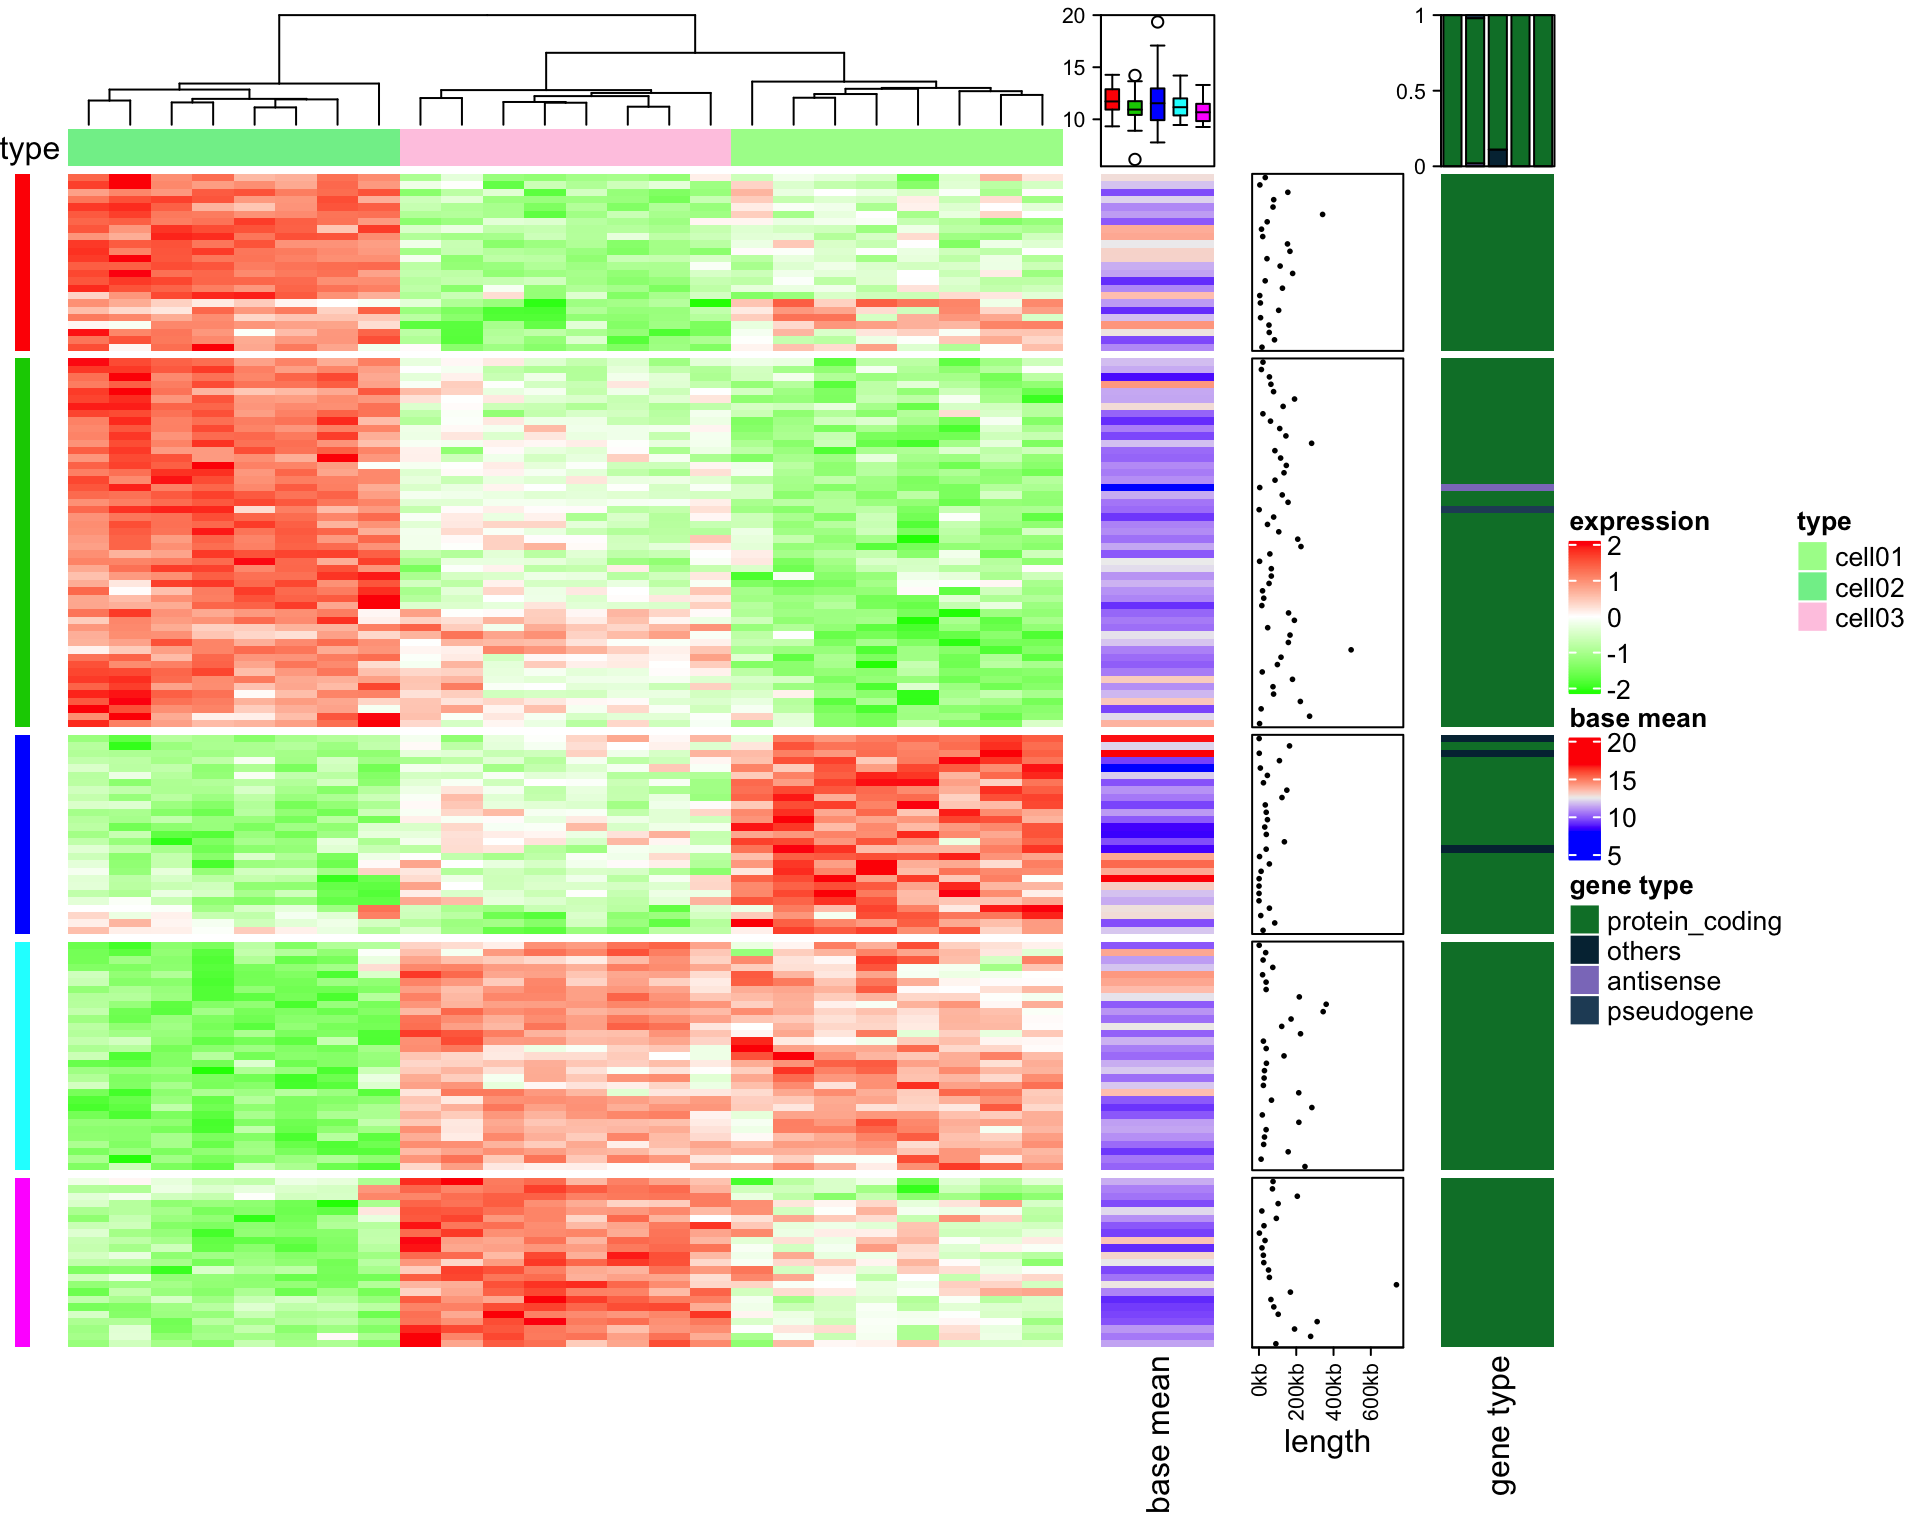 20
15
10
1
0.5
0
type
expression
2
1
0
-1
-2
type
cell01
cell02
cell03
base mean
20
15
10
5
gene type
protein_coding
others
antisense
pseudogene
base mean
0kb
200kb
400kb
600kb
length
gene type